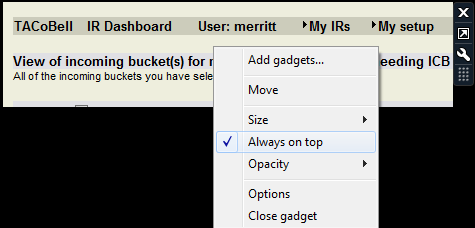 TACoBell IR Dashboard User: merritt My IRs My setup
View of incoming bucket(s) for eeding ICB
All of the incoming buckets you have
Add gadgets...
Move
Size
Always on top
Opacity
Options
Close gadget